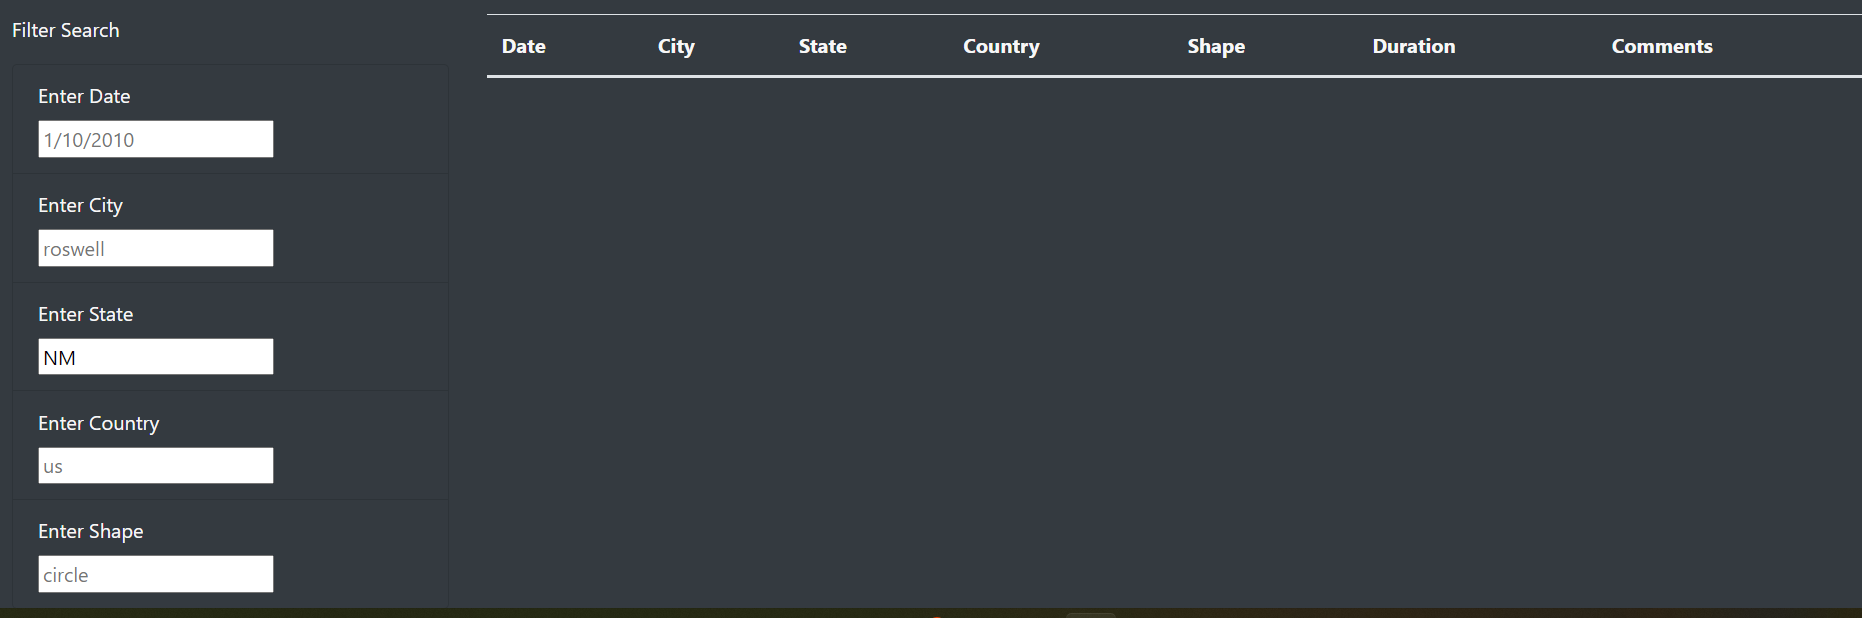 Filter Search
Enter Date
1/10/2010
Enter City
roswell
Enter State
NM
Enter Country
us
Enter Shape
circle
Date City State Country Shape Duration Comments